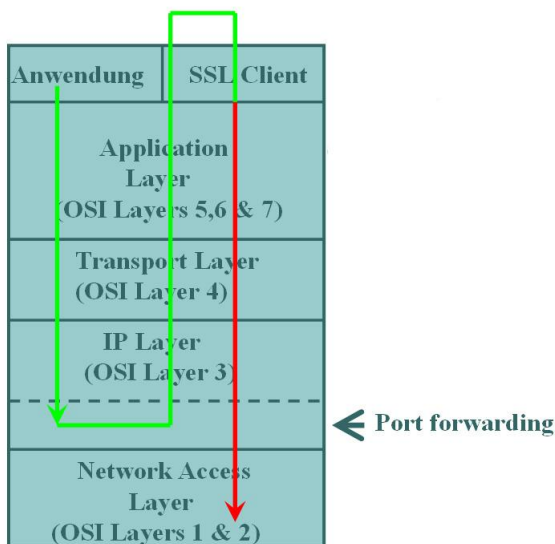 Anwendung
SSL Client
Application
Layer
(OSI Layers 5,6 & 7)
Transport Layer
(OSI Layer 4)
IP Layer
(OSI Layer 3)
Port forwarding
Network Access
Layer
(OSI Layers 1 & 2)